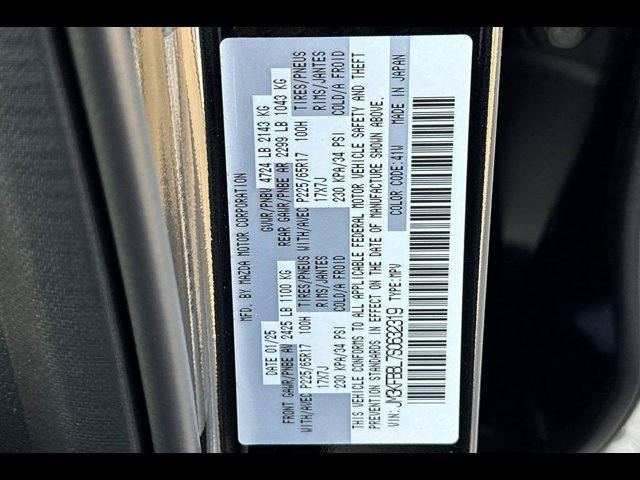 MFD. BY MAZDA MOTOR CORPORATION
DATE 01/25 GVWR/PNBV 4724 LB 2143 KG
FRONT GAWR/PNBE AV 2425 LB 1100 KG REAR GAWR/PNBE AR 2299 LB 1043 KG
WITH/AVEC P225/65R17 TIRES/PNEUS WITH/AVEC P225/65R17 TIRES/PNEUS
100H 100H
17X7J RIMS/JANTES 17X7J RIMS/JANTES
230 KPA/34 PSI COLD/A FROID 230 KPA/34 PSI COLD/A FROID
THIS VEHICLE CONFORMS TO ALL APPLICABLE FEDERAL MOTOR VEHICLE SAFETY AND THEFT
PREVENTION STANDARDS IN EFFECT ON THE DATE OF MANUFACTURE SHOWN ABOVE.
VIN: JM3KFBBL7S0632319 TYPE:MPV COLOR CODE:41W MADE IN JAPAN